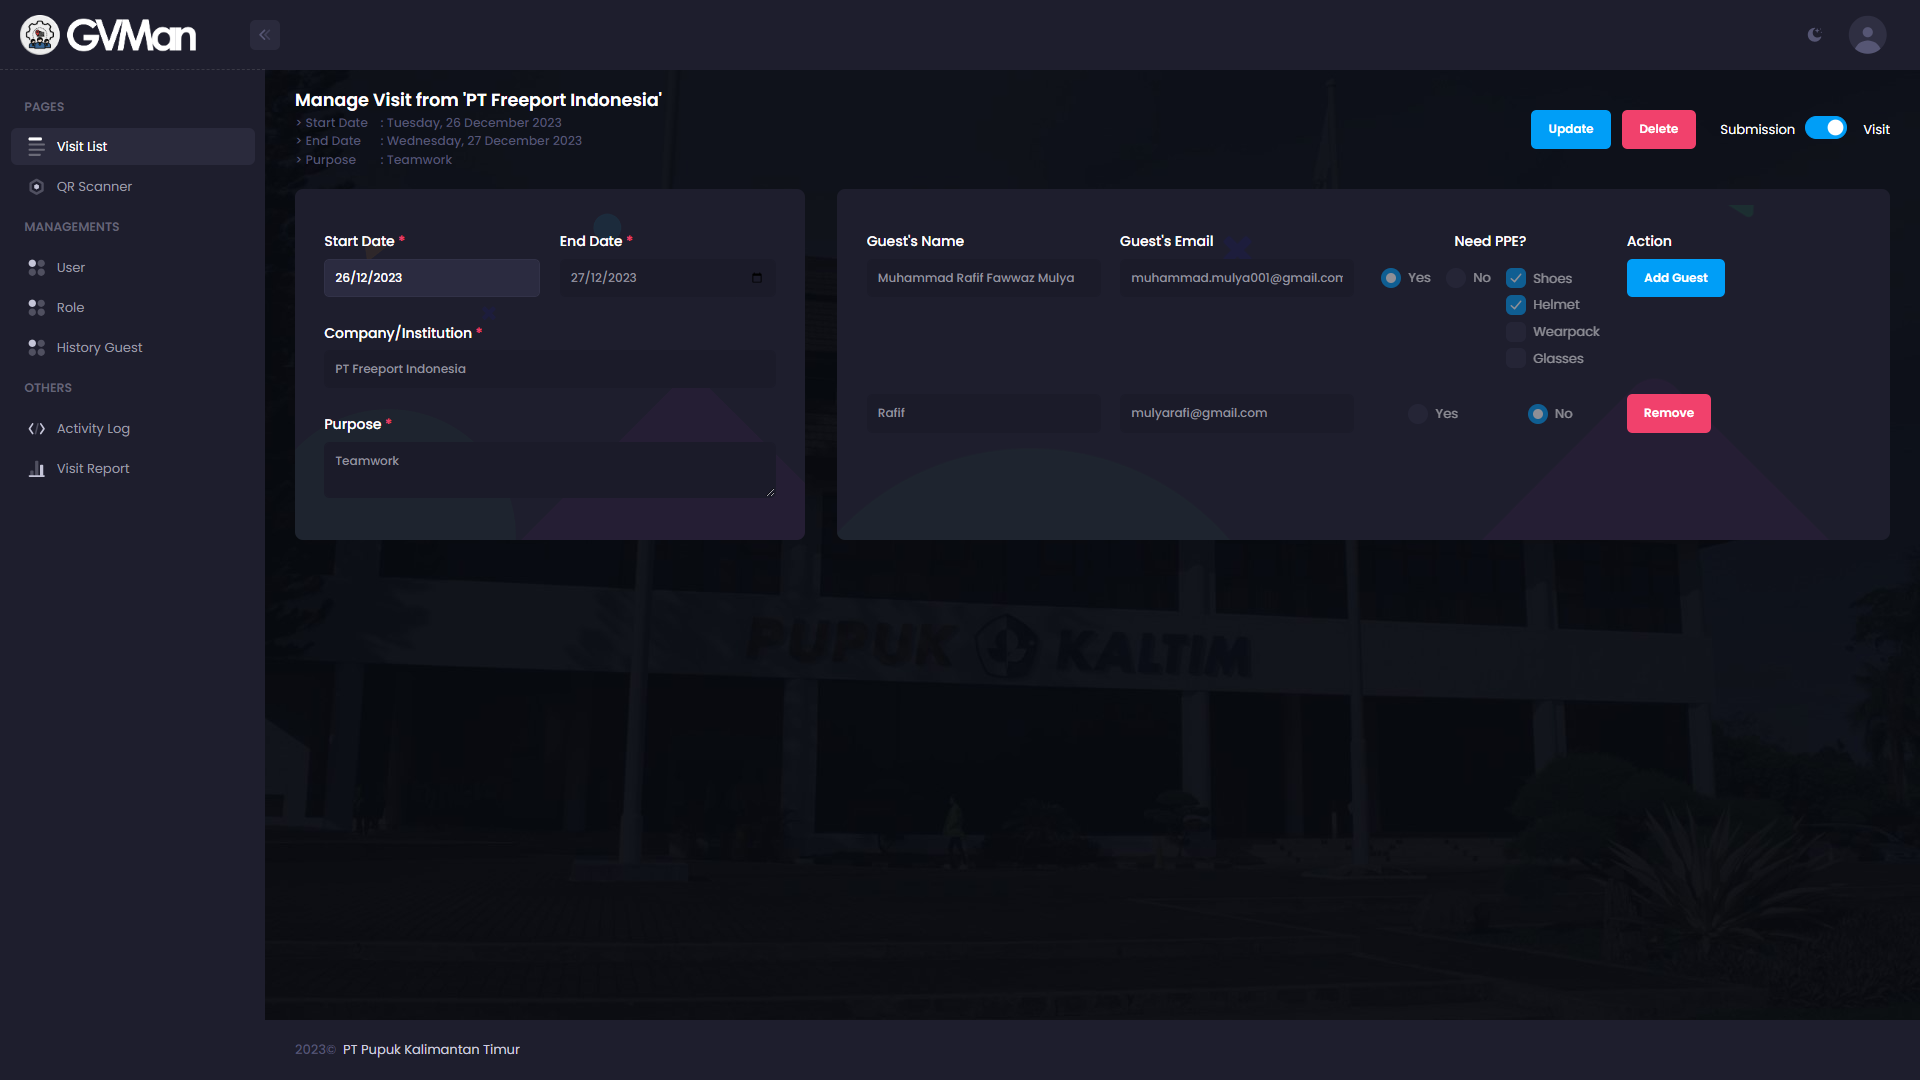 GVMan
PAGES
Visit List
QR Scanner
MANAGEMENTS
User
Role
History Guest
OTHERS
Activity Log
Visit Report
Manage Visit from 'PT Freeport Indonesia'
> Start Date : Tuesday, 26 December 2023
> End Date : Wednesday, 27 December 2023
> Purpose : Teamwork
Update Delete Submission Visit
Start Date * End Date *
26/12/2023 27/12/2023
Company/Institution *
PT Freeport Indonesia
Purpose *
Teamwork
Guest's Name Guest's Email Need PPE? Action
Muhammad Rafif Fawwaz Mulya muhammad.mulya001@gmail.com Yes No Shoes Add Guest
Helmet
Wearpack
Glasses
Rafif mulyarafi@gmail.com Yes No Remove
PUPUK KALTIM
2023© PT Pupuk Kalimantan Timur